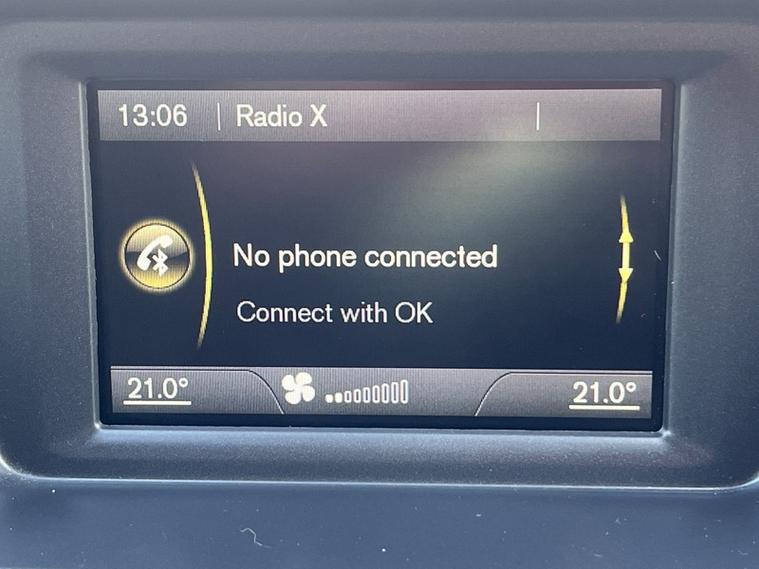 13:06 Radio X
No phone connected
Connect with OK
21.0° 21.0°